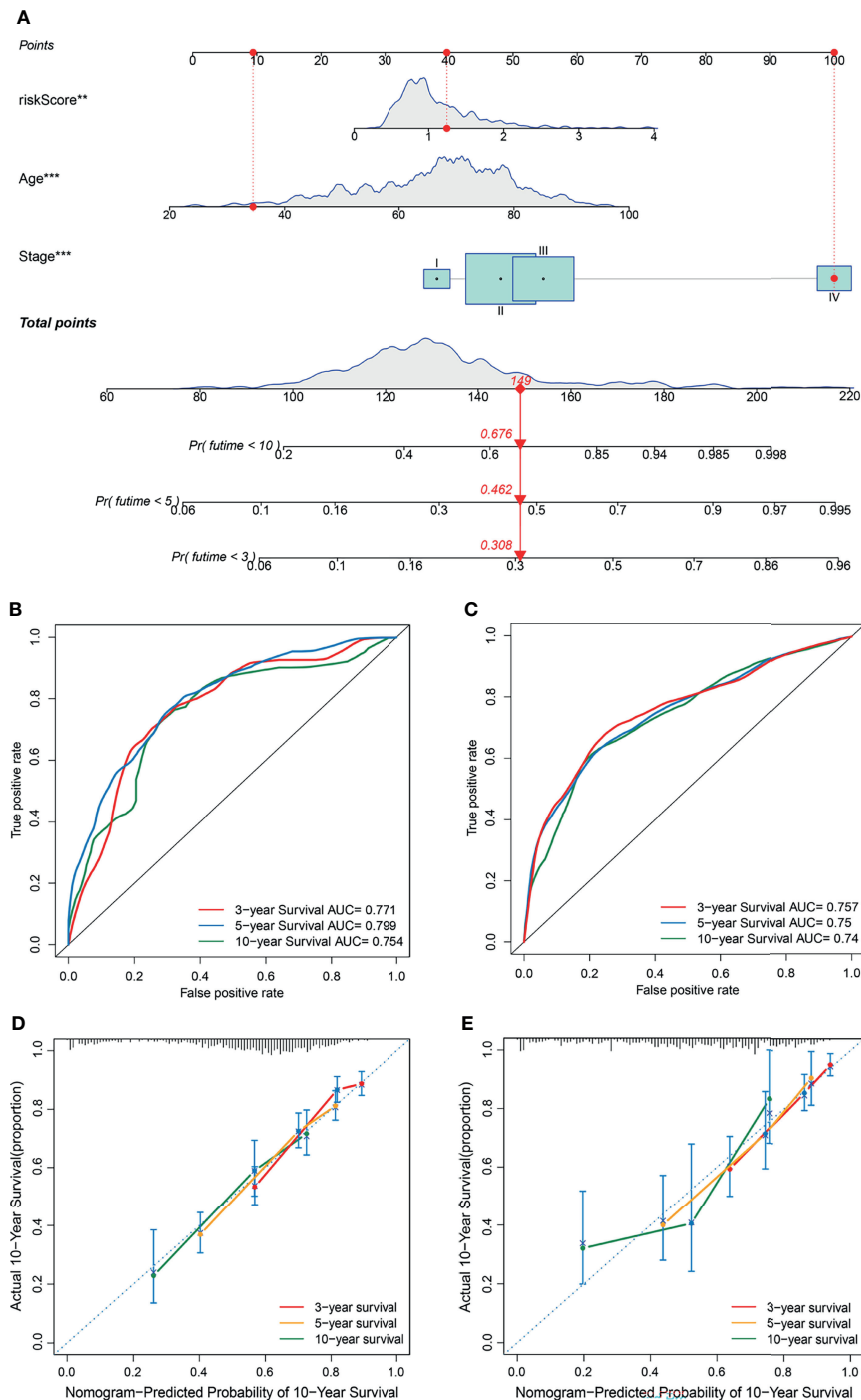 A
Points
0 10 20 30 40 50 60 70 80 90 100
riskScore**
0 1 2 3 4
Age***
20 40 60 80 100
Stage***
I
III
II
IV
Total points
149
60 80 100 120 140 160 180 200 220
0.676
Pr( futime < 10 )
0.2 0.4 0.6 0.85 0.94 0.985 0.998
0.462
Pr( futime < 5 )
0.06 0.1 0.16 0.3 0.5 0.7 0.9 0.97 0.995
0.308
Pr( futime < 3 )
0.06 0.1 0.16 0.3 0.5 0.7 0.86 0.96
B
True positive rate
1.0
0.8
0.6
0.4
0.2
0.0
3-year Survival AUC= 0.771
5-year Survival AUC= 0.799
10-year Survival AUC= 0.754
0.0 0.2 0.4 0.6 0.8 1.0
False positive rate
C
True positive rate
1.0
0.8
0.6
0.4
0.2
0.0
3-year Survival AUC= 0.757
5-year Survival AUC= 0.75
10-year Survival AUC= 0.74
0.0 0.2 0.4 0.6 0.8 1.0
False positive rate
D
Actual 10-Year Survival(proportion)
1.0
0.8
0.6
0.4
0.2
0.0
3-year survival
5-year survival
10-year survival
0.0 0.2 0.4 0.6 0.8 1.0
Nomogram-Predicted Probability of 10-Year Survival
E
Actual 10-Year Survival(proportion)
1.0
0.8
0.6
0.4
0.2
0.0
3-year survival
5-year survival
10-year survival
0.0 0.2 0.4 0.6 0.8 1.0
Nomogram-Predicted Probability of 10-Year Survival